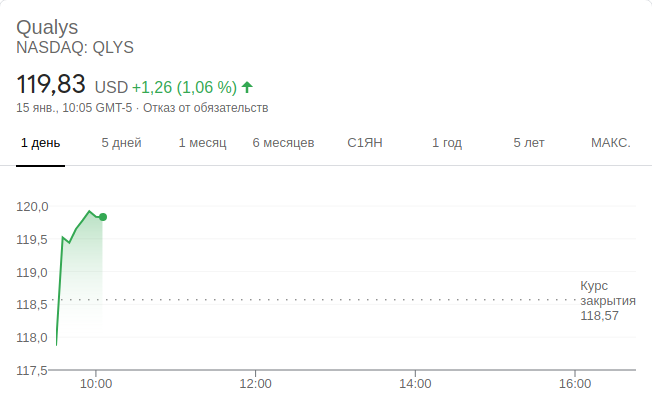 Qualys
NASDAQ: QLYS
119,83 USD +1,26 (1,06 %)
15 янв., 10:05 GMT-5 · Отказ от обязательств
1 день 5 дней 1 месяц 6 месяцев С1ЯН 1 год 5 лет МАКС.
120,0
119,5
119,0
118,5
118,0
117,5
Курс
закрытия
118,57
10:00 12:00 14:00 16:00